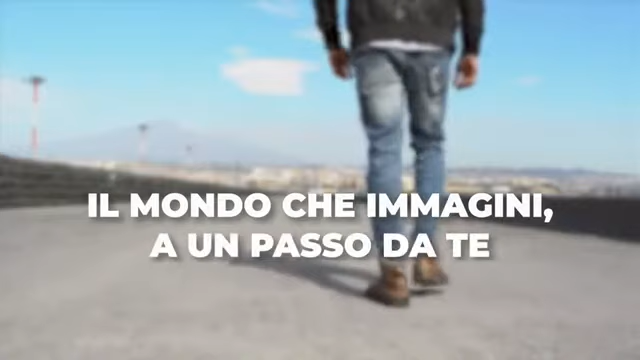 IL MONDO CHE IMMAGINI,
A UN PASSO DA TE